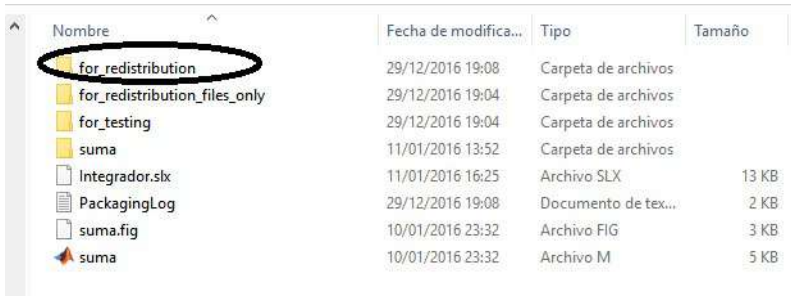 Nombre Fecha de modifica... Tipo Tamaño
for_redistribution 29/12/2016 19:08 Carpeta de archivos
for_redistribution_files_only 29/12/2016 19:04 Carpeta de archivos
for_testing 29/12/2016 19:04 Carpeta de archivos
suma 11/01/2016 13:52 Carpeta de archivos
Integrador.slx 11/01/2016 16:25 Archivo SLX 13 KB
PackagingLog 29/12/2016 19:08 Documento de tex... 2 KB
suma.fig 10/01/2016 23:32 Archivo FIG 3 KB
suma 10/01/2016 23:32 Archivo M 5 KB